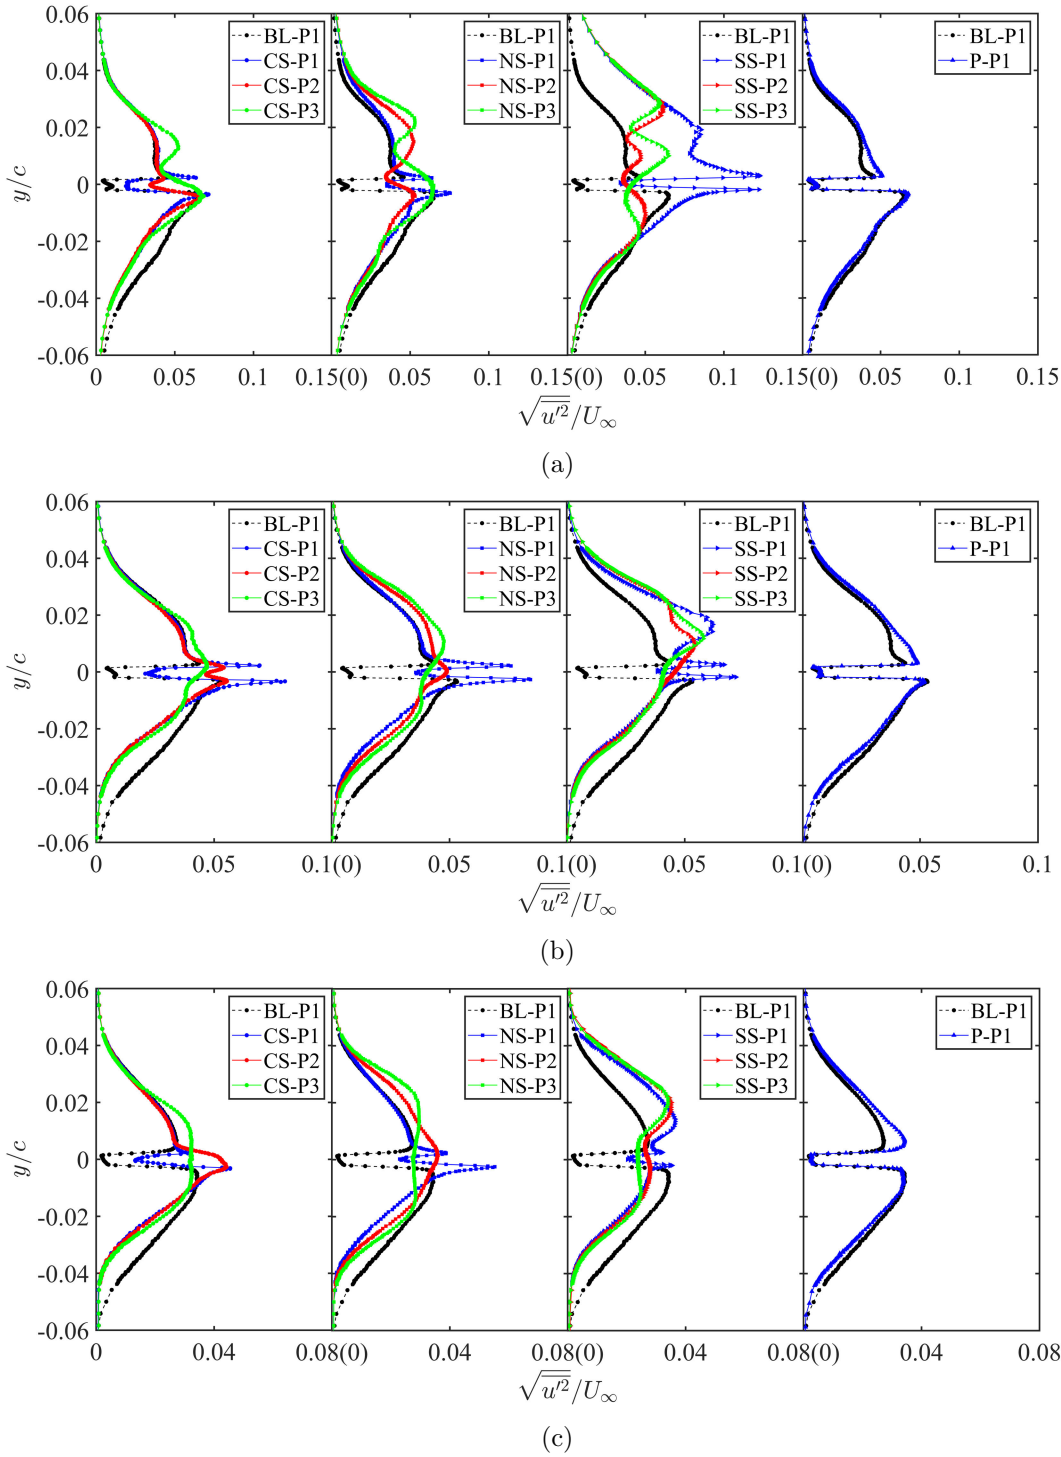 0.06
0.04
0.02
0
-0.02
-0.04
-0.06
y/c
BL-P1
CS-P1
CS-P2
CS-P3
BL-P1
NS-P1
NS-P2
NS-P3
BL-P1
SS-P1
SS-P2
SS-P3
BL-P1
P-P1
0 0.05 0.1 0.15(0) 0.05 0.1 0.15(0) 0.05 0.1 0.15(0) 0.05 0.1 0.15
√u′²/U∞
(a)
0.06
0.04
0.02
0
-0.02
-0.04
-0.06
y/c
BL-P1
CS-P1
CS-P2
CS-P3
BL-P1
NS-P1
NS-P2
NS-P3
BL-P1
SS-P1
SS-P2
SS-P3
BL-P1
P-P1
0 0.05 0.1(0) 0.05 0.1(0) 0.05 0.1(0) 0.05 0.1
√u′²/U∞
(b)
0.06
0.04
0.02
0
-0.02
-0.04
-0.06
y/c
BL-P1
CS-P1
CS-P2
CS-P3
BL-P1
NS-P1
NS-P2
NS-P3
BL-P1
SS-P1
SS-P2
SS-P3
BL-P1
P-P1
0 0.04 0.08(0) 0.04 0.08(0) 0.04 0.08(0) 0.04 0.08
√u′²/U∞
(c)